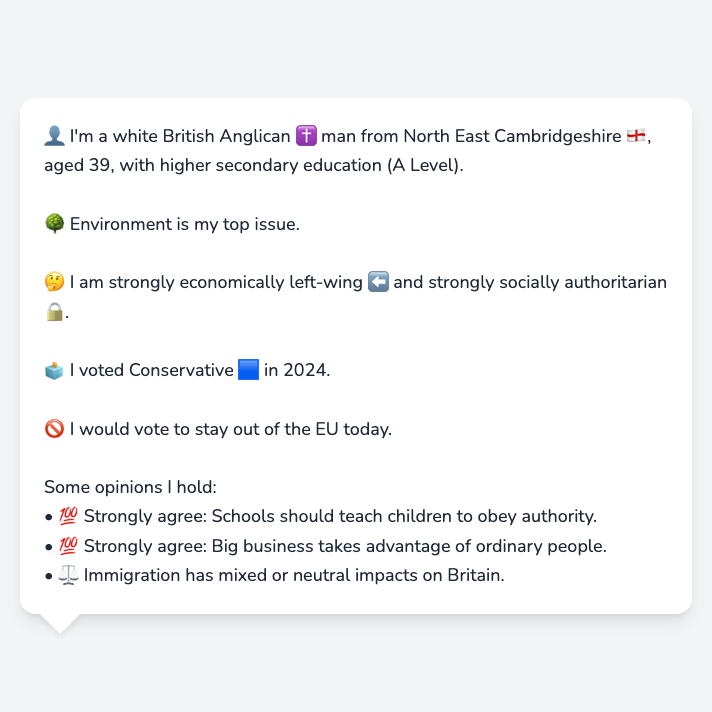 👤 I'm a white British Anglican ✝️ man from North East Cambridgeshire 🏴󠁧󠁢󠁥󠁮󠁧󠁿,
aged 39, with higher secondary education (A Level).
🌳 Environment is my top issue.
🤔 I am strongly economically left-wing ⬅️ and strongly socially authoritarian
🔒.
🗳️ I voted Conservative 🟦 in 2024.
🚫 I would vote to stay out of the EU today.
Some opinions I hold:
• 💯 Strongly agree: Schools should teach children to obey authority.
• 💯 Strongly agree: Big business takes advantage of ordinary people.
• ⚖️ Immigration has mixed or neutral impacts on Britain.